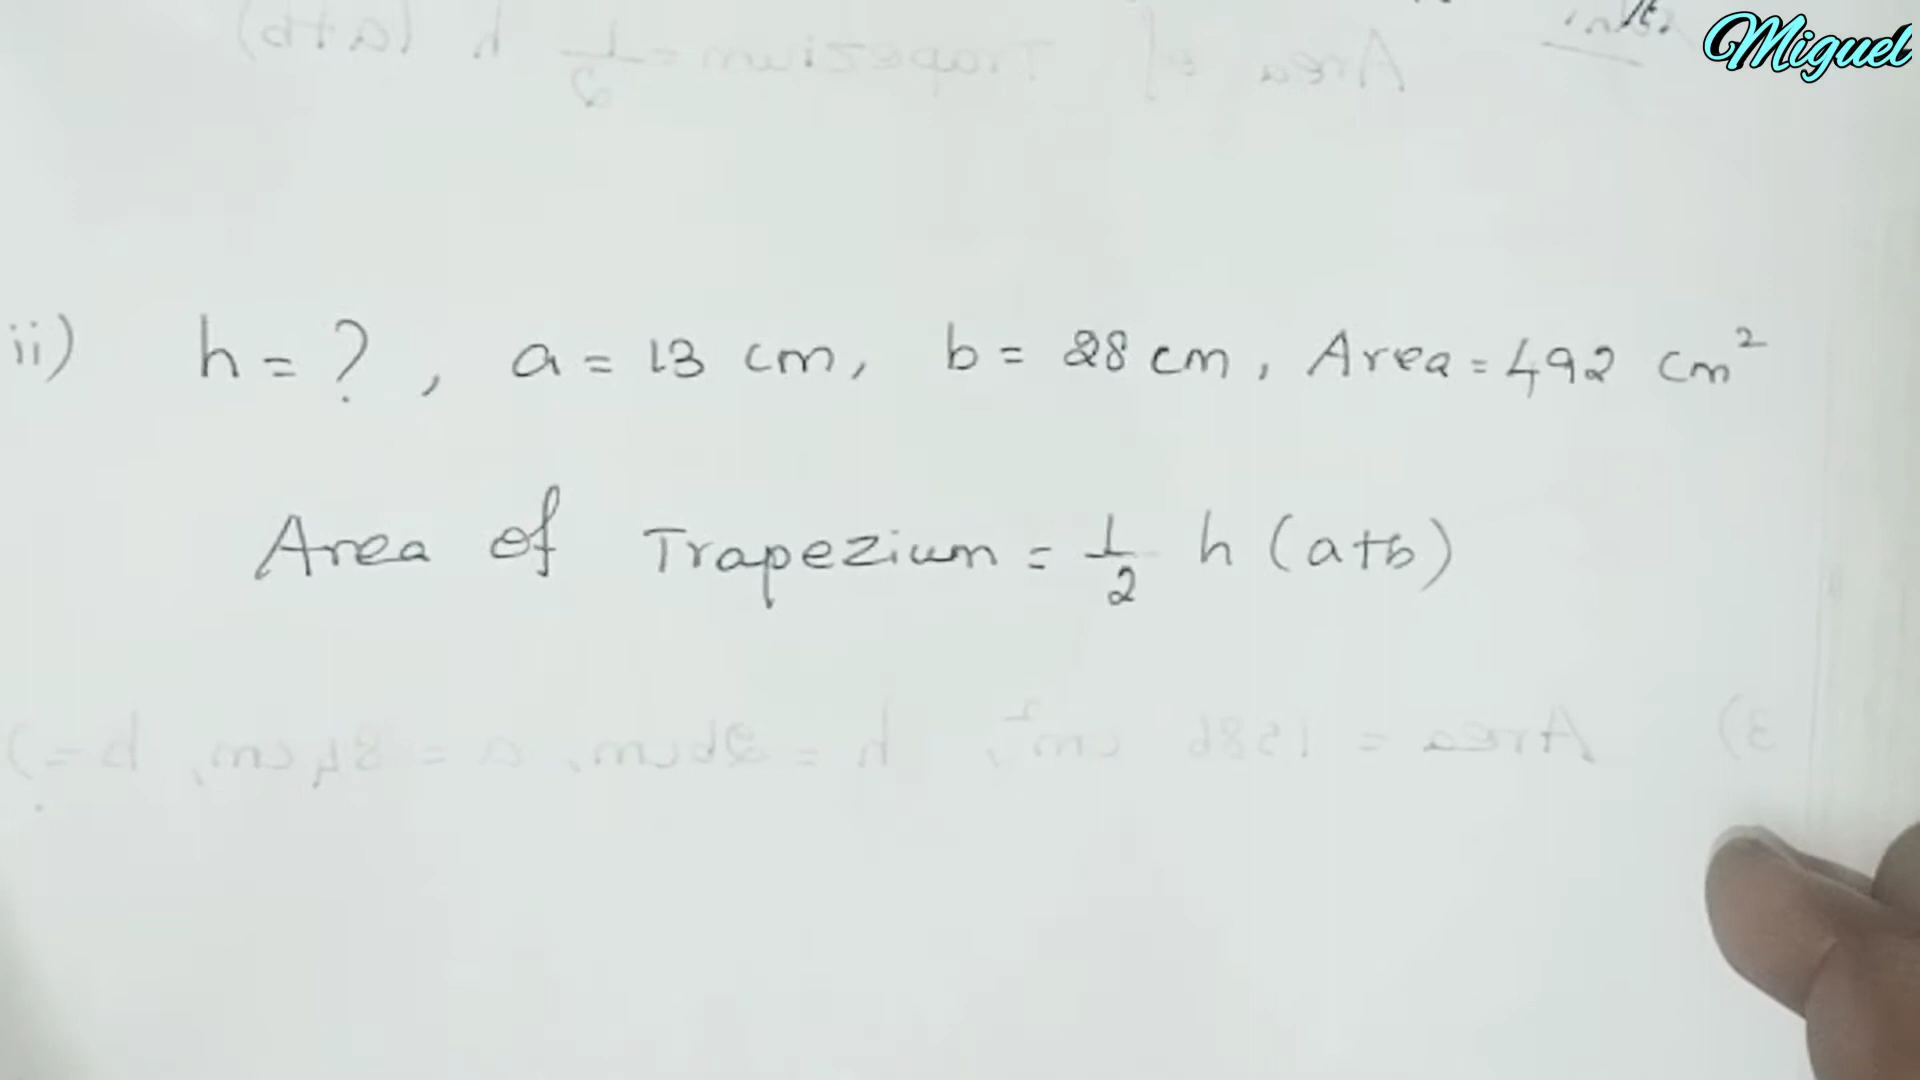 Miguel
ii) h = ?, a = 13 cm, b = 28 cm, Area = 492 cm²
Area of Trapezium = 1/2 h (a+b)